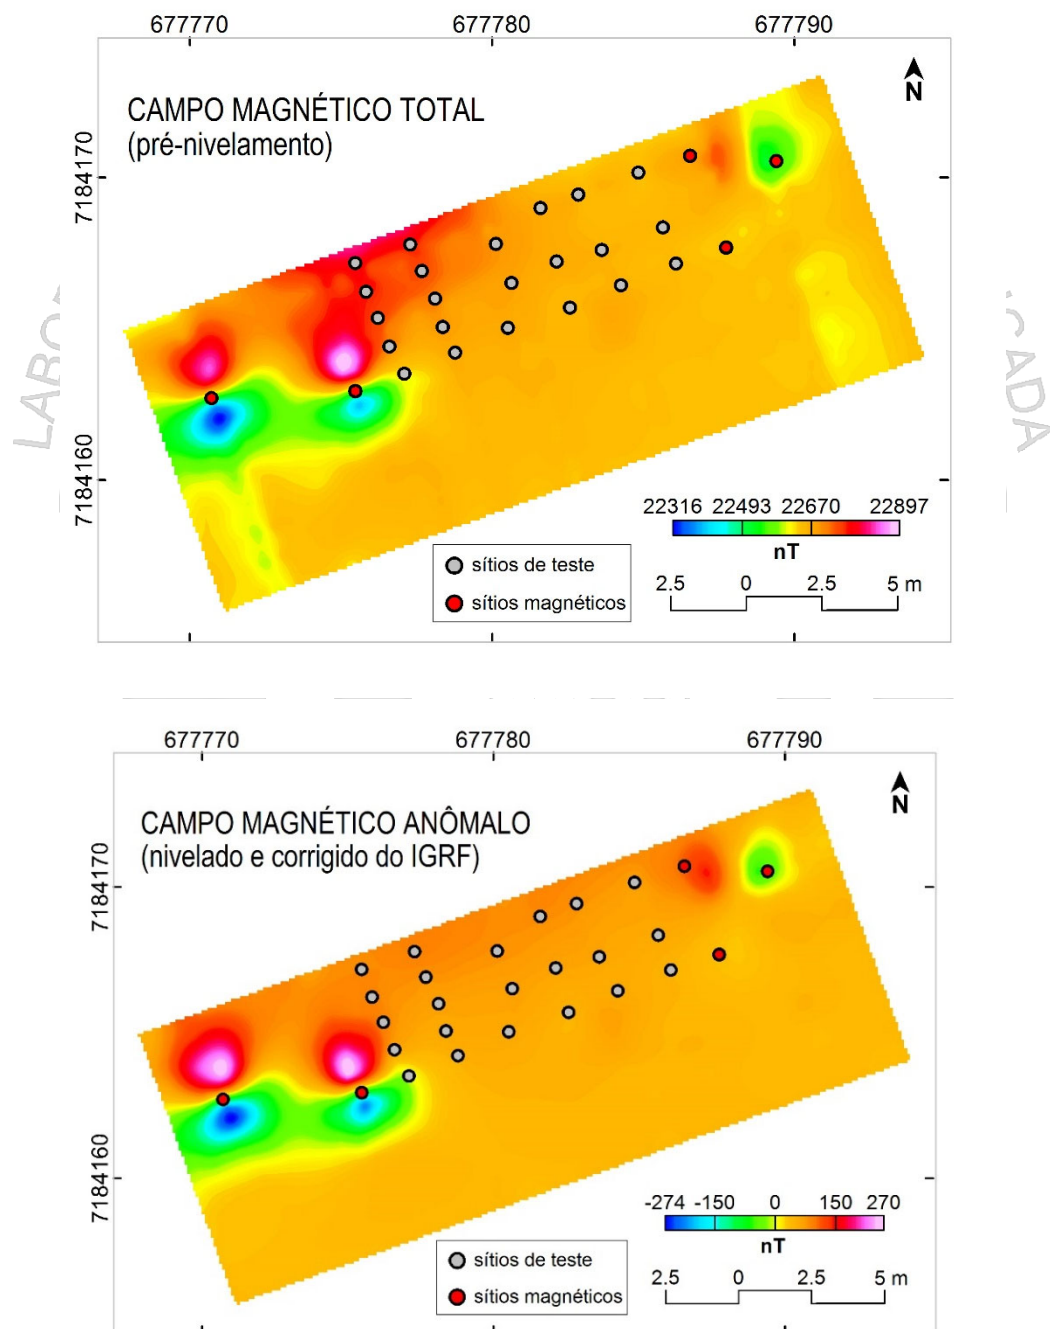 677770 677780 677790
CAMPO MAGNÉTICO TOTAL
(pré-nivelamento)
N
7184170
7184160
22316 22493 22670 22897
nT
sítios de teste
sítios magnéticos
2.5 0 2.5 5 m
LABO
CADA
677770 677780 677790
CAMPO MAGNÉTICO ANÔMALO
(nivelado e corrigido do IGRF)
N
7184170
7184160
-274 -150 0 150 270
nT
sítios de teste
sítios magnéticos
2.5 0 2.5 5 m